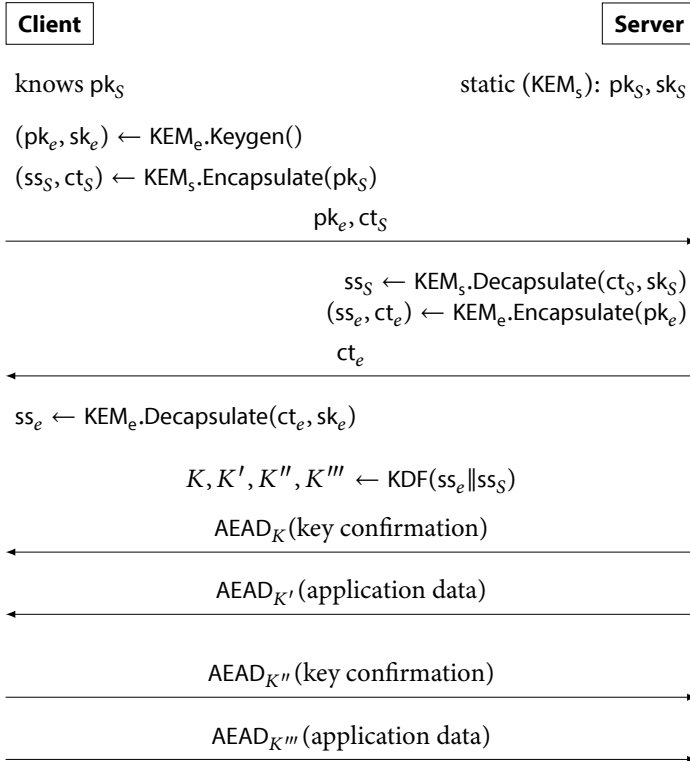 Client
Server
knows pk_S
static (KEM_s): pk_S, sk_S
(pk_e, sk_e) ← KEM_e.Keygen()
(ss_S, ct_S) ← KEM_s.Encapsulate(pk_S)
pk_e, ct_S
ss_S ← KEM_s.Decapsulate(ct_S, sk_S)
(ss_e, ct_e) ← KEM_e.Encapsulate(pk_e)
ct_e
ss_e ← KEM_e.Decapsulate(ct_e, sk_e)
K, K′, K″, K‴ ← KDF(ss_e‖ss_S)
AEAD_K(key confirmation)
AEAD_K′(application data)
AEAD_K″(key confirmation)
AEAD_K‴(application data)